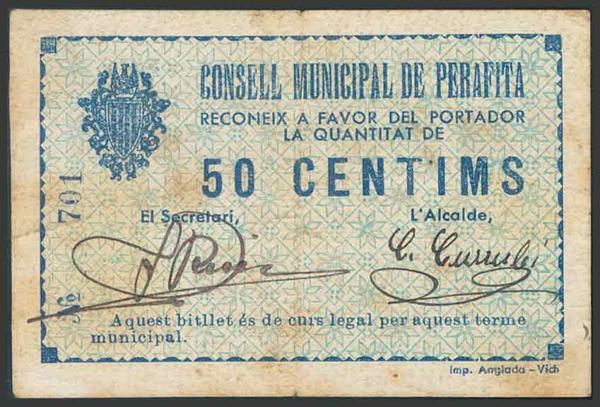 CONSELL MUNICIPAL DE PERAFITA
RECONEIX A FAVOR DEL PORTADOR
LA QUANTITAT DE
50 CENTIMS
Nº 701
El Secretari,
L'Alcalde,
Aquest bitllet és de curs legal per aquest terme
municipal.
Imp. Anglada - Vich